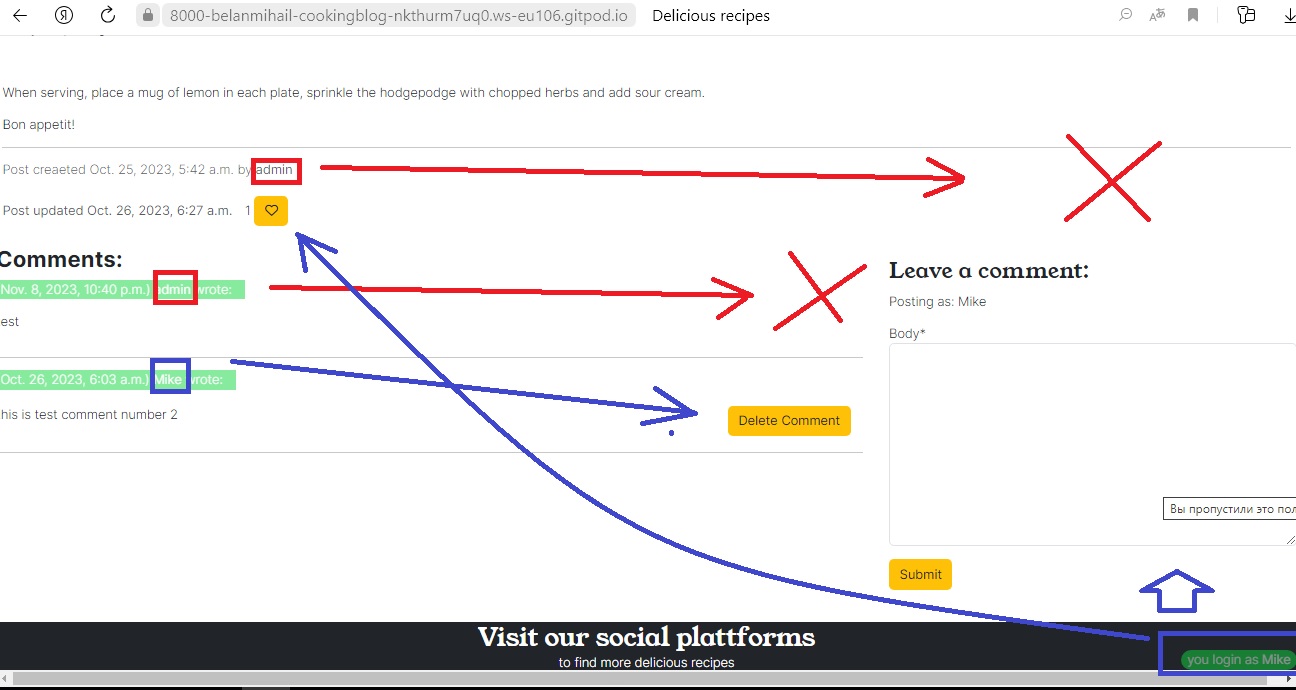 8000-belanmihail-cookingblog-nkthurm7uq0.ws-eu106.gitpod.io Delicious recipes
When serving, place a mug of lemon in each plate, sprinkle the hodgepodge with chopped herbs and add sour cream.
Bon appetit!
Post creaeted Oct. 25, 2023, 5:42 a.m. by admin
Post updated Oct. 26, 2023, 6:27 a.m. 1
Comments:
Nov. 8, 2023, 10:40 p.m.) admin wrote:
est
Oct. 26, 2023, 6:03 a.m.) Mike wrote:
his is test comment number 2
Delete Comment
Leave a comment:
Posting as: Mike
Body*
Вы пропустили это пол
Submit
Visit our social plattforms
to find more delicious recipes
you login as Mike